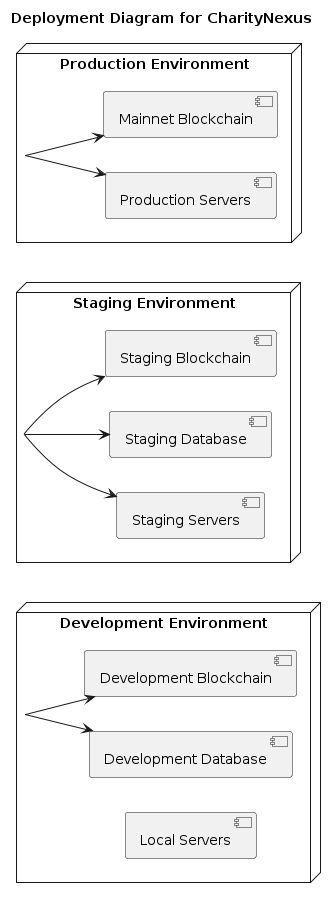 Deployment Diagram for CharityNexus
Production Environment
Mainnet Blockchain
Production Servers
Staging Environment
Staging Blockchain
Staging Database
Staging Servers
Development Environment
Development Blockchain
Development Database
Local Servers